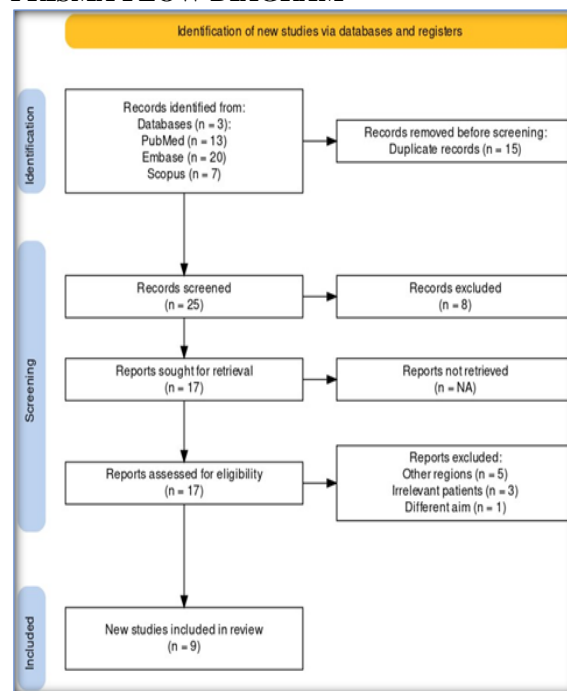 Identification of new studies via databases and registers
Identification
Records identified from:
Databases (n = 3):
PubMed (n = 13)
Embase (n = 20)
Scopus (n = 7)
Records removed before screening:
Duplicate records (n = 15)
Screening
Records screened
(n = 25)
Records excluded
(n = 8)
Reports sought for retrieval
(n = 17)
Reports not retrieved
(n = NA)
Reports assessed for eligibility
(n = 17)
Reports excluded:
Other regions (n = 5)
Irrelevant patients (n = 3)
Different aim (n = 1)
Included
New studies included in review
(n = 9)